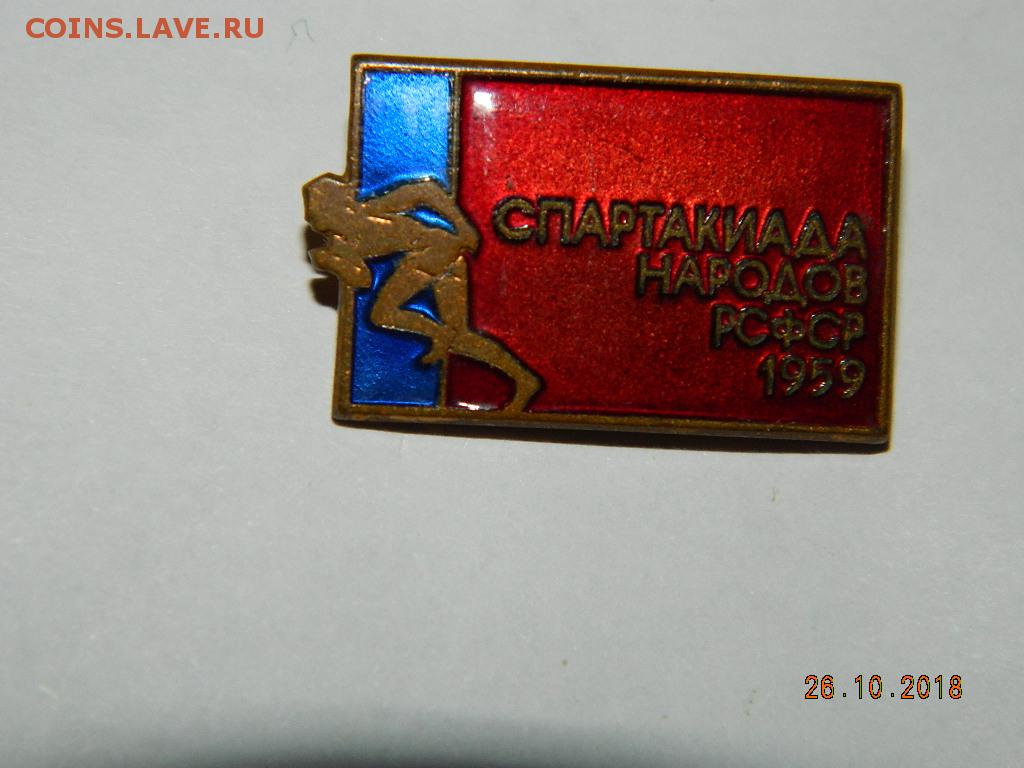 COINS.LAVE.RU
СПАРТАКИАДА
НАРОДОВ
РСФСР
1959
26.10.2018